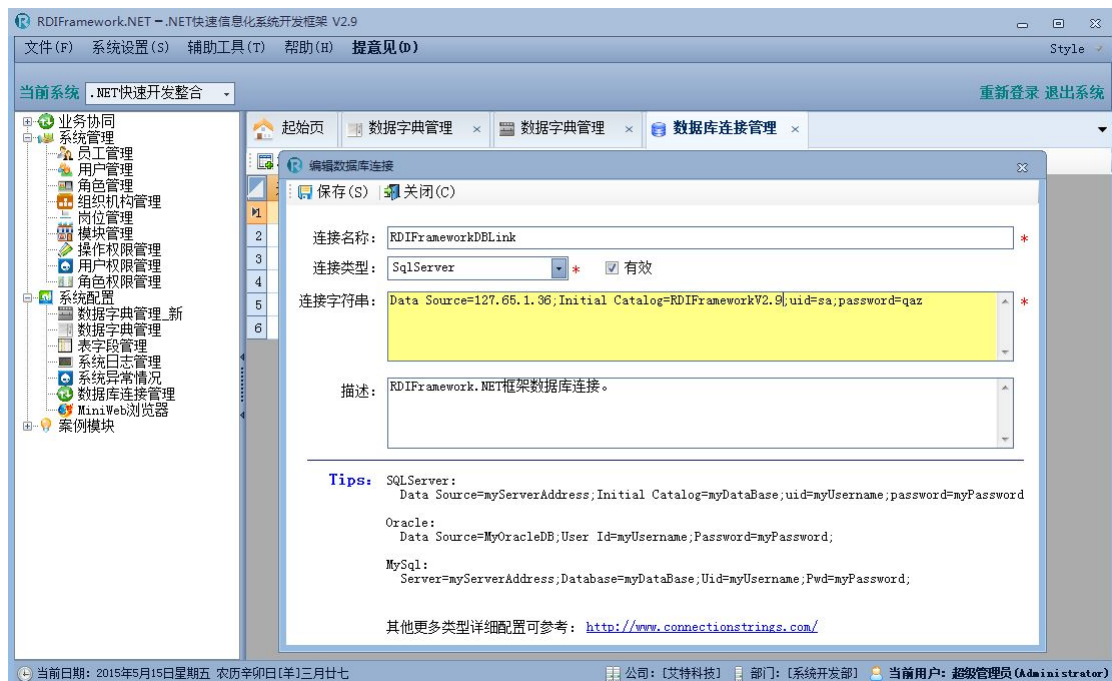 RDIFramework.NET －.NET快速信息化系统开发框架 V2.9
文件(F) 系统设置(S) 辅助工具(T) 帮助(H) 提意见(O)
Style
当前系统 .NET快速开发整合
重新登录 退出系统
业务协同
系统管理
员工管理
用户管理
角色管理
组织机构管理
岗位管理
模块管理
操作权限管理
用户权限管理
角色权限管理
系统配置
数据字典管理_新
数据字典管理
表字段管理
系统日志管理
系统异常情况
数据库连接管理
MiniWeb浏览器
案例模块
起始页 数据字典管理 × 数据字典管理 × 数据库连接管理 ×
1
2
3
4
5
6
编辑数据库连接
保存(S) 关闭(C)
连接名称: RDIFrameworkDBLink *
连接类型: SqlServer * 有效
连接字符串: Data Source=127.65.1.36;Initial Catalog=RDIFrameworkV2.9;uid=sa;password=qaz *
描述: RDIFramework.NET框架数据库连接。
Tips: SQLServer:
Data Source=myServerAddress;Initial Catalog=myDataBase;uid=myUsername;password=myPassword
Oracle:
Data Source=MyOracleDB;User Id=myUsername;Password=myPassword;
MySql:
Server=myServerAddress;Database=myDataBase;Uid=myUsername;Pwd=myPassword;
其他更多类型详细配置可参考: http://www.connectionstrings.com/
当前日期: 2015年5月15日星期五 农历辛卯日[羊]三月廿七 公司: [艾特科技] 部门: [系统开发部] 当前用户: 超级管理员(Administrator)